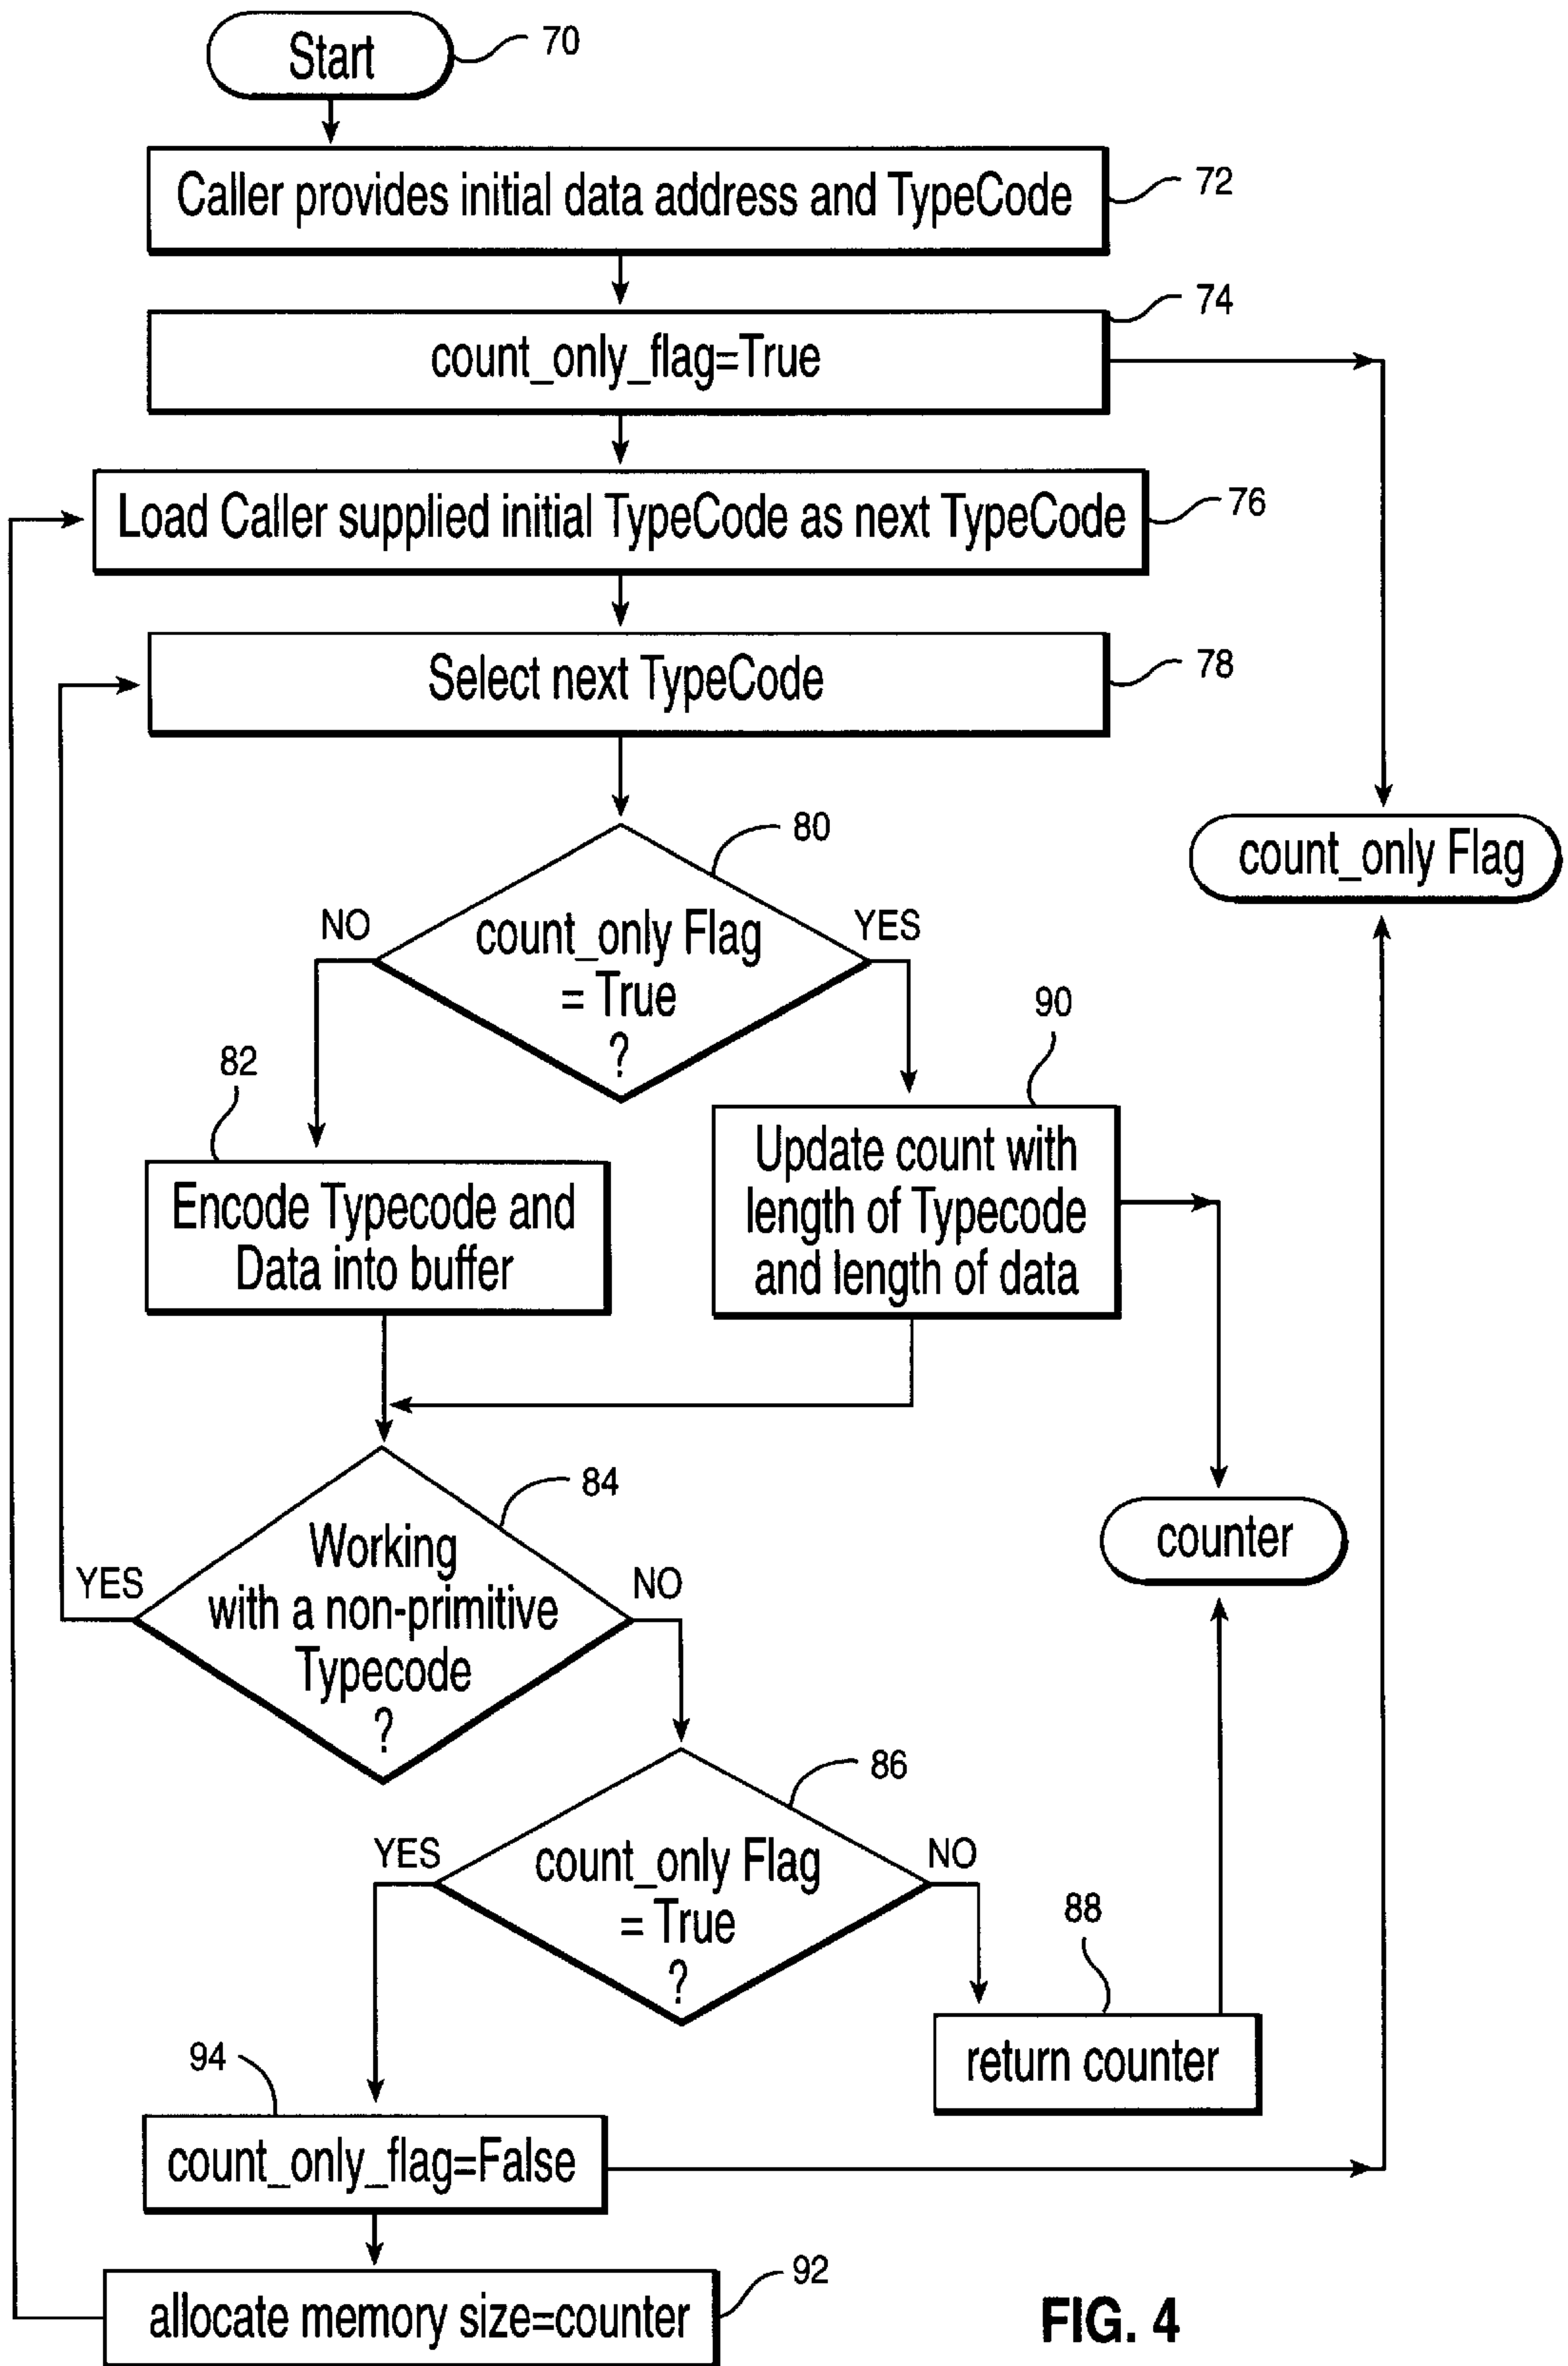 Start
70
Caller provides initial data address and TypeCode
72
74
count_only_flag=True
Load Caller supplied initial TypeCode as next TypeCode
76
Select next TypeCode
78
80
count_only Flag
NO
count_only Flag
= True
?
YES
90
82
Update count with
length of Typecode
and length of data
Encode Typecode and
Data into buffer
84
counter
YES
Working
with a non-primitive
Typecode
?
NO
86
YES
count_only Flag
= True
?
NO
88
return counter
94
count_only_flag=False
92
allocate memory size=counter
FIG. 4